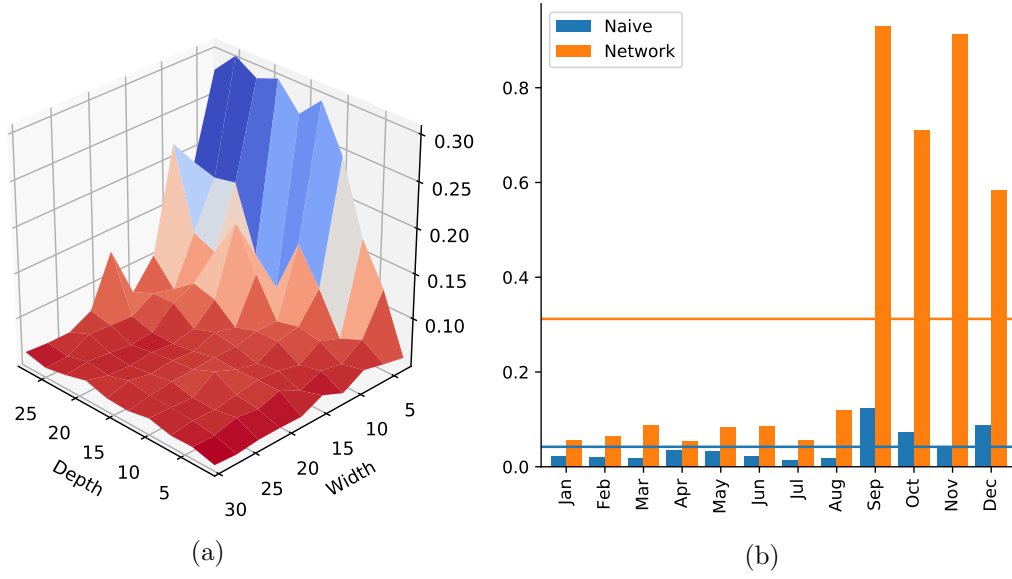 0.30
0.25
0.20
0.15
0.10
25
20
15
10
5
Depth
5
10
15
20
25
30
Width
(a)
Naive
Network
0.8
0.6
0.4
0.2
0.0
Jan
Feb
Mar
Apr
May
Jun
Jul
Aug
Sep
Oct
Nov
Dec
(b)